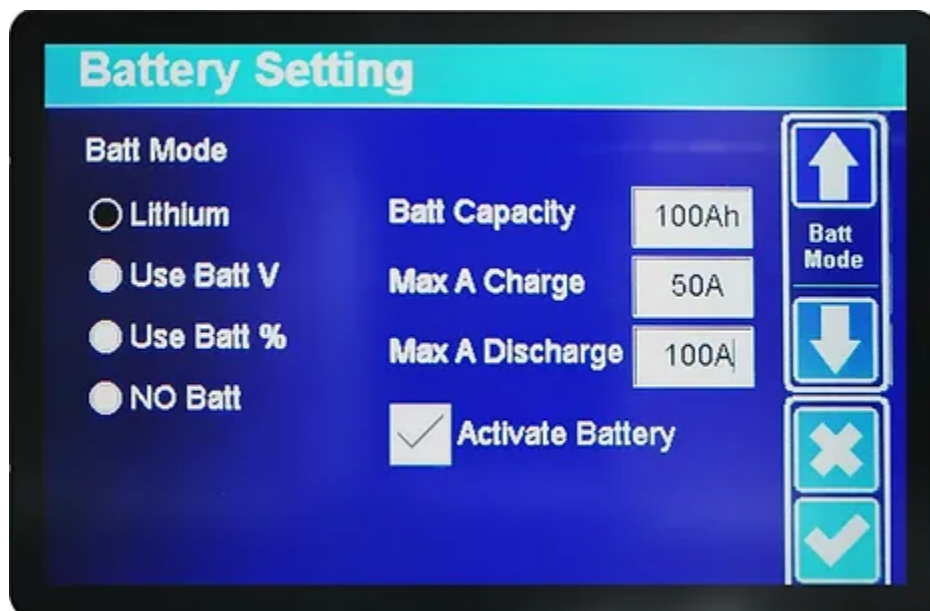 Battery Setting
Batt Mode
Lithium
Use Batt V
Use Batt %
NO Batt
Batt Capacity 100Ah
Max A Charge 50A
Max A Discharge 100A
Activate Battery
Batt
Mode